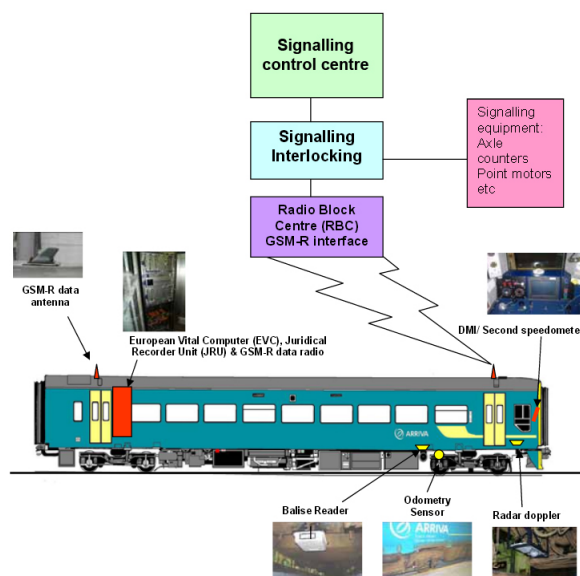 Signalling
control centre
Signalling
Interlocking
Signalling
equipment:
Axle
counters
Point motors
etc
Radio Block
Centre (RBC)
GSM-R interface
GSM-R data
antenna
European Vital Computer (EVC), Juridical
Recorder Unit (JRU) & GSM-R data radio
DMI/ Second speedometer
ARRIVA
Balise Reader
Odometry
Sensor
Radar doppler
ARRIVA